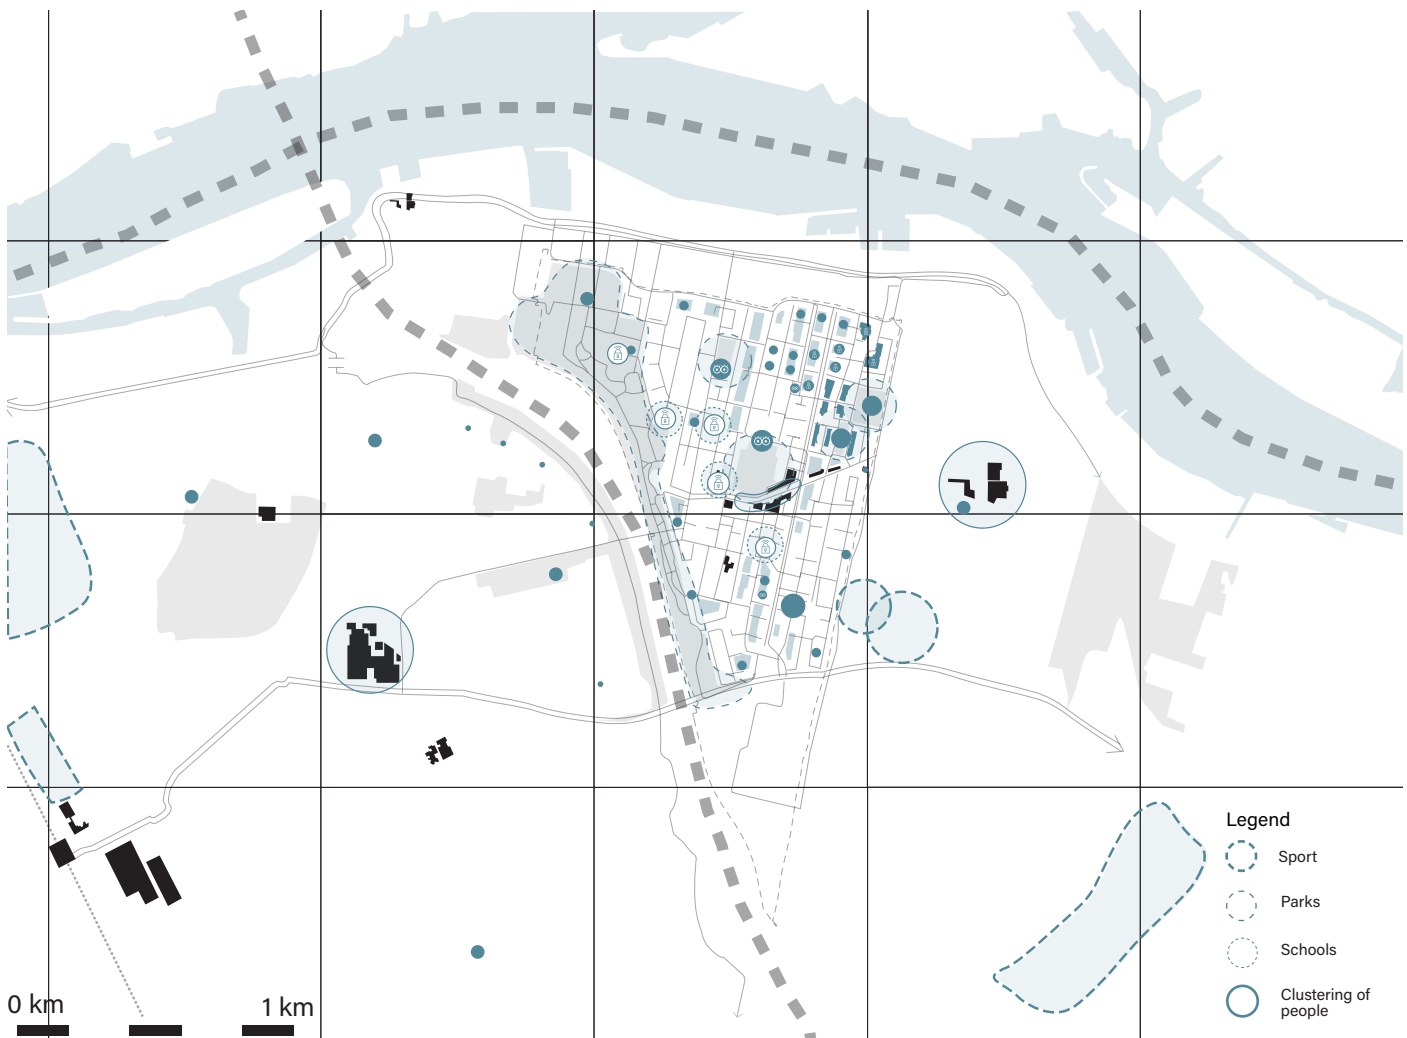 Legend
Sport
Parks
Schools
Clustering of
people
0 km
1 km